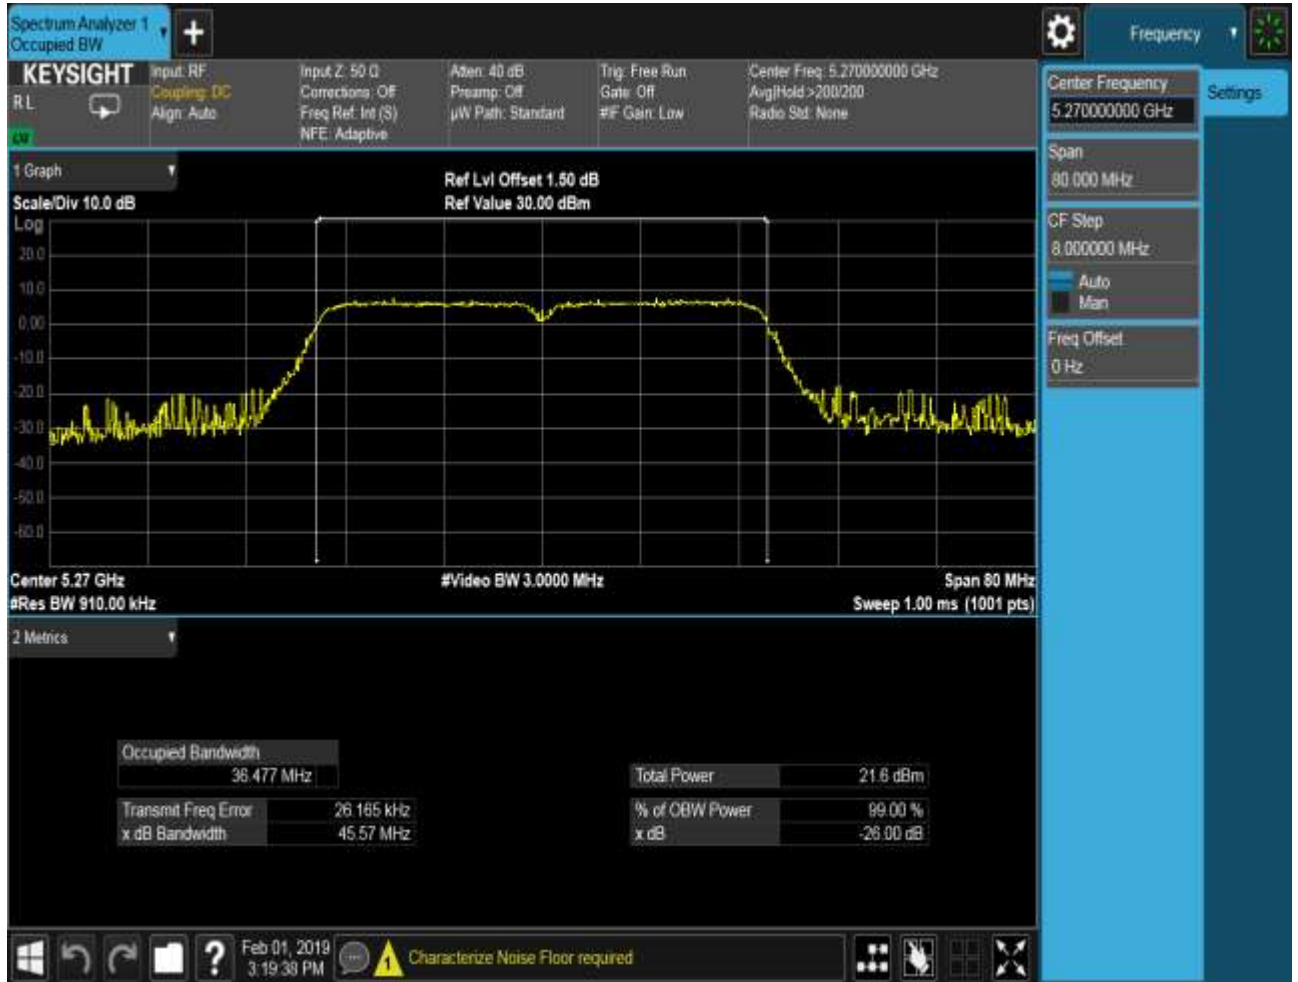 Spectrum Analyzer 1
Occupied BW
+
Frequency
KEYSIGHT
RL
Input: RF
Coupling: DC
Align: Auto
Input Z: 50 Ω
Corrections: Off
Freq Ref: Int (S)
NFE: Adaptive
Atten: 40 dB
Preamp: Off
µW Path: Standard
Trig: Free Run
Gate: Off
#IF Gain: Low
Center Freq: 5.270000000 GHz
Avg|Hold:>200/200
Radio Std: None
Center Frequency
5.270000000 GHz
Settings
Span
80.000 MHz
CF Step
8.000000 MHz
Auto
Man
Freq Offset
0 Hz
1 Graph
Scale/Div 10.0 dB
Ref Lvl Offset 1.50 dB
Ref Value 30.00 dBm
Log
20.0
10.0
0.00
-10.0
-20.0
-30.0
-40.0
-50.0
-60.0
Center 5.27 GHz
#Video BW 3.0000 MHz
Span 80 MHz
#Res BW 910.00 kHz
Sweep 1.00 ms (1001 pts)
2 Metrics
Occupied Bandwidth
36.477 MHz
Total Power 21.6 dBm
Transmit Freq Error 26.165 kHz
% of OBW Power 99.00 %
x dB Bandwidth 45.57 MHz
x dB -26.00 dB
?
Feb 01, 2019
3:19:38 PM
1
Characterize Noise Floor required